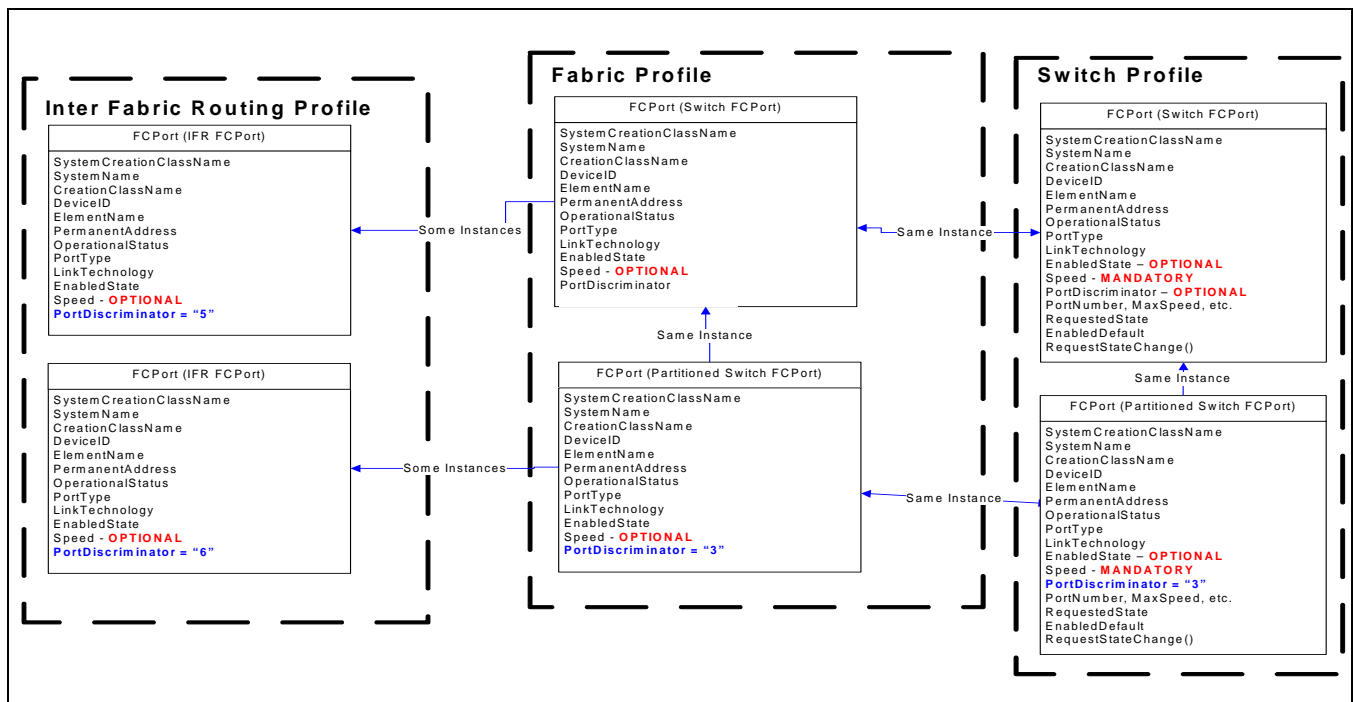 Inter Fabric Routing Profile
FCPort (IFR FCPort)
SystemCreationClassName
SystemName
CreationClassName
DeviceID
ElementName
PermanentAddress
OperationalStatus
PortType
LinkTechnology
EnabledState
Speed - OPTIONAL
PortDiscriminator = “5”
FCPort (IFR FCPort)
SystemCreationClassName
SystemName
CreationClassName
DeviceID
ElementName
PermanentAddress
OperationalStatus
PortType
LinkTechnology
EnabledState
Speed - OPTIONAL
PortDiscriminator = “6”
Some Instances
Some Instances
Fabric Profile
FCPort (Switch FCPort)
SystemCreationClassName
SystemName
CreationClassName
DeviceID
ElementName
PermanentAddress
OperationalStatus
PortType
LinkTechnology
EnabledState
Speed - OPTIONAL
PortDiscriminator
Same Instance
FCPort (Partitioned Switch FCPort)
SystemCreationClassName
SystemName
CreationClassName
DeviceID
ElementName
PermanentAddress
OperationalStatus
PortType
LinkTechnology
EnabledState
Speed - OPTIONAL
PortDiscriminator = “3”
Same Instance
Same Instance
Switch Profile
FCPort (Switch FCPort)
SystemCreationClassName
SystemName
CreationClassName
DeviceID
ElementName
PermanentAddress
OperationalStatus
PortType
LinkTechnology
EnabledState – OPTIONAL
Speed - MANDATORY
PortDiscriminator – OPTIONAL
PortNumber, MaxSpeed, etc.
RequestedState
EnabledDefault
RequestStateChange()
Same Instance
FCPort (Partitioned Switch FCPort)
SystemCreationClassName
SystemName
CreationClassName
DeviceID
ElementName
PermanentAddress
OperationalStatus
PortType
LinkTechnology
EnabledState – OPTIONAL
Speed - MANDATORY
PortDiscriminator = “3”
PortNumber, MaxSpeed, etc.
RequestedState
EnabledDefault
RequestStateChange()